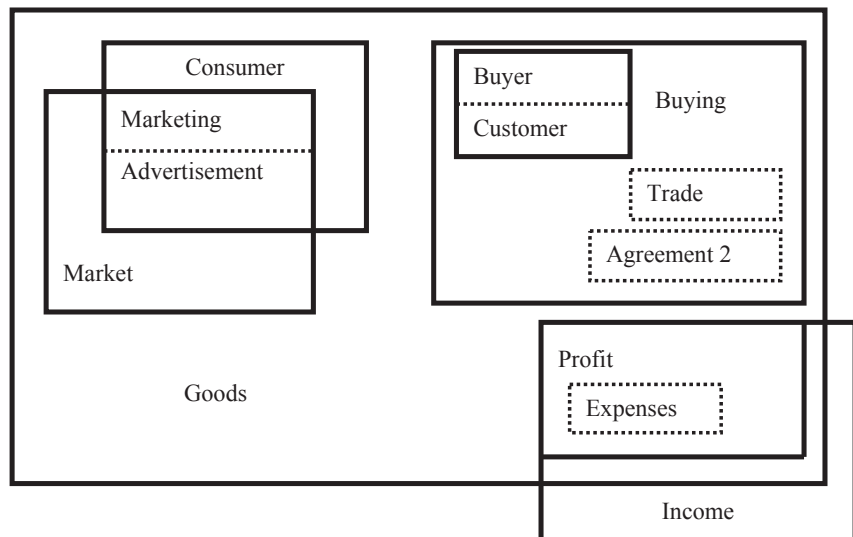 Consumer
Marketing
Advertisement
Market
Buyer
Customer
Buying
Trade
Agreement 2
Goods
Profit
Expenses
Income